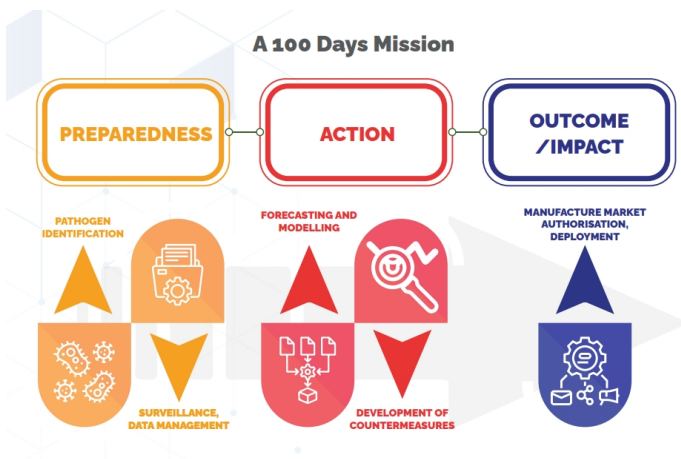 A 100 Days Mission
PREPAREDNESS
ACTION
OUTCOME
/IMPACT
PATHOGEN
IDENTIFICATION
FORECASTING AND
MODELLING
MANUFACTURE MARKET
AUTHORISATION,
DEPLOYMENT
SURVEILLANCE,
DATA MANAGEMENT
DEVELOPMENT OF
COUNTERMEASURES